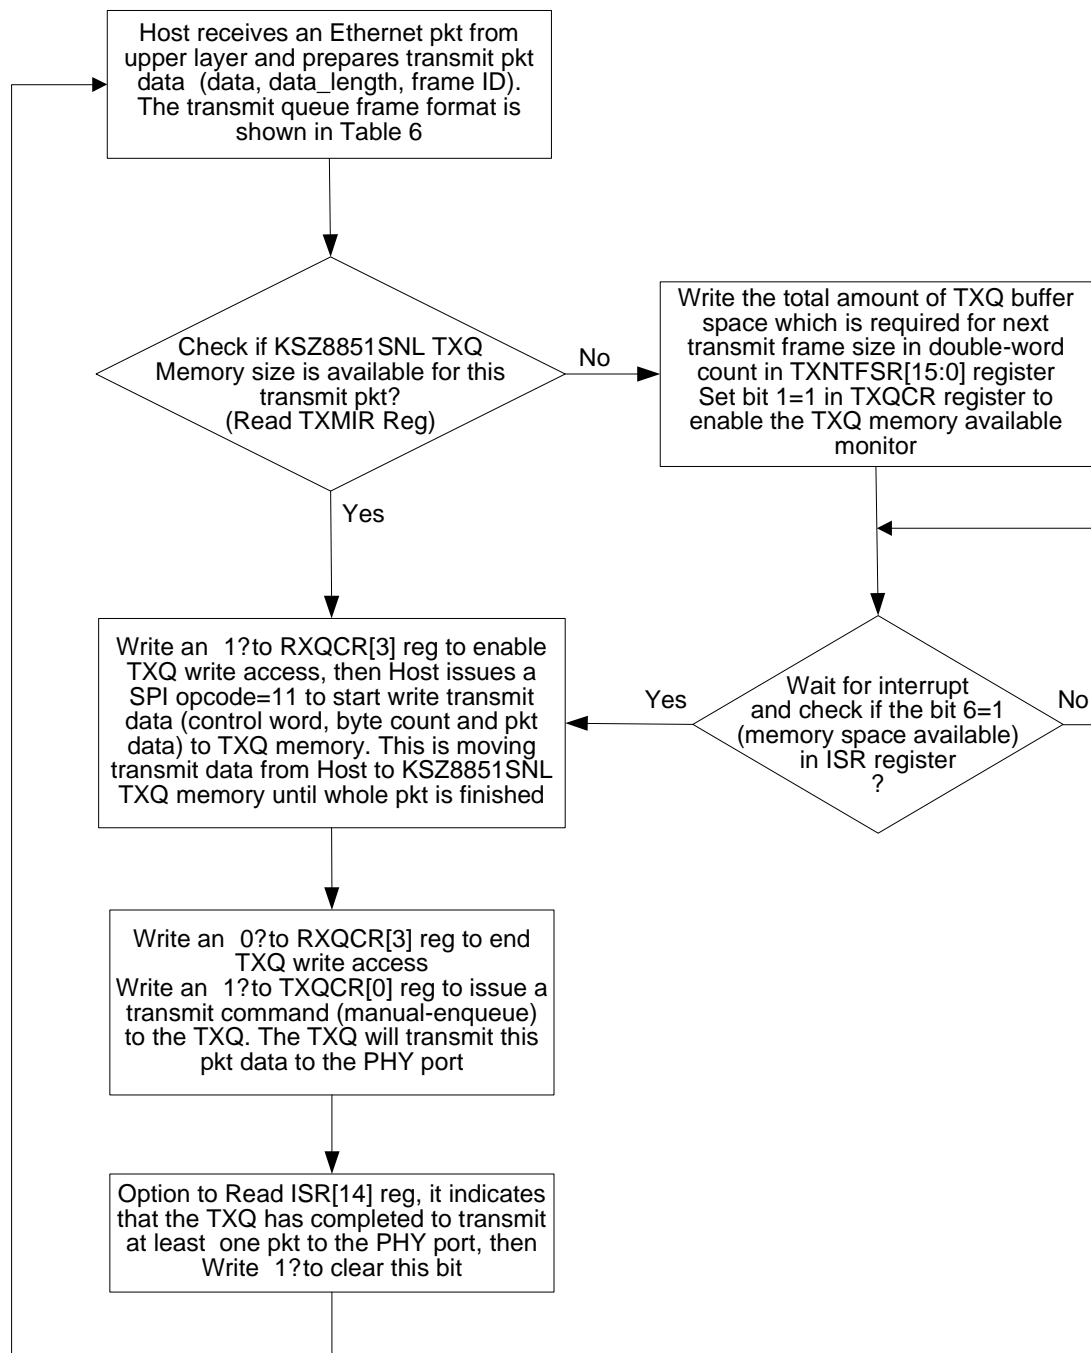 Host receives an Ethernet pkt from
upper layer and prepares transmit pkt
data (data, data_length, frame ID).
The transmit queue frame format is
shown in Table 6
Check if KSZ8851SNL TXQ
Memory size is available for this
transmit pkt?
(Read TXMIR Reg)
No
Write the total amount of TXQ buffer
space which is required for next
transmit frame size in double-word
count in TXNTFSR[15:0] register
Set bit 1=1 in TXQCR register to
enable the TXQ memory available
monitor
Yes
Write an 1?to RXQCR[3] reg to enable
TXQ write access, then Host issues a
SPI opcode=11 to start write transmit
data (control word, byte count and pkt
data) to TXQ memory. This is moving
transmit data from Host to KSZ8851SNL
TXQ memory until whole pkt is finished
Yes
Wait for interrupt
and check if the bit 6=1
(memory space available)
in ISR register
?
No
Write an 0?to RXQCR[3] reg to end
TXQ write access
Write an 1?to TXQCR[0] reg to issue a
transmit command (manual-enqueue)
to the TXQ. The TXQ will transmit this
pkt data to the PHY port
Option to Read ISR[14] reg, it indicates
that the TXQ has completed to transmit
at least one pkt to the PHY port, then
Write 1?to clear this bit